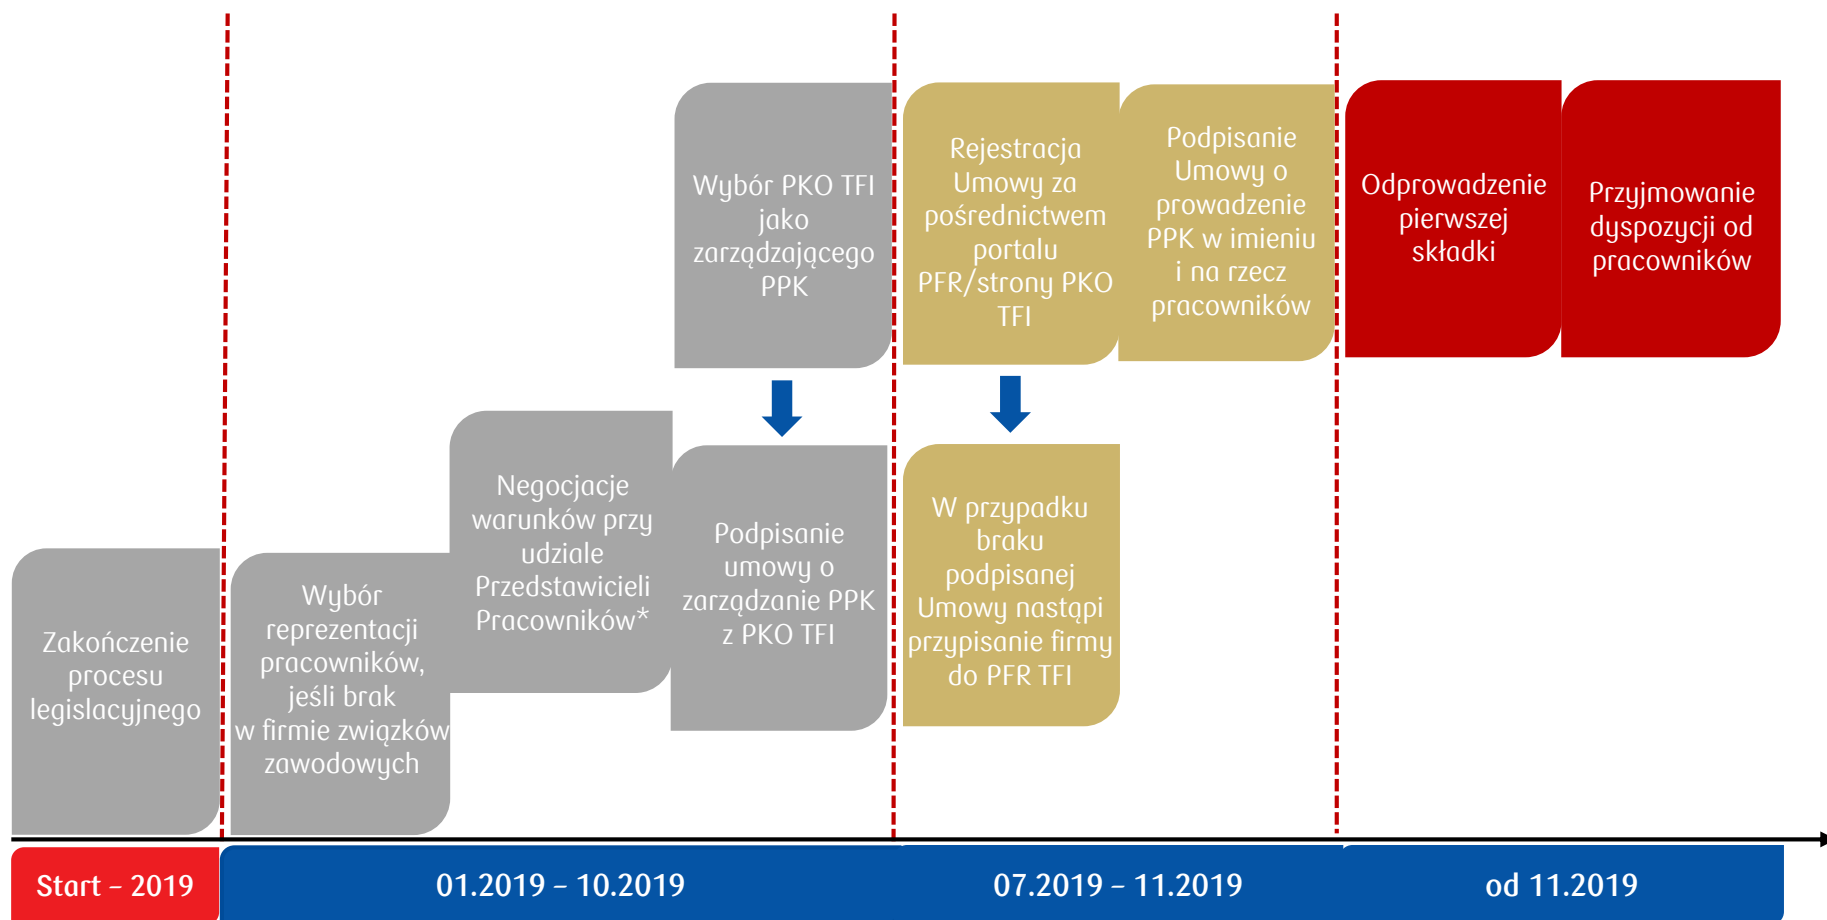 Wybór PKO TFI
jako
zarządzającego
PPK
Rejestracja
Umowy za
pośrednictwem
portalu
PFR/strony PKO
TFI
Podpisanie
Umowy o
prowadzenie
PPK w imieniu
i na rzecz
pracowników
Odprowadzenie
pierwszej
składki
Przyjmowanie
dyspozycji od
pracowników
Zakończenie
procesu
legislacyjnego
Wybór
reprezentacji
pracowników,
jeśli brak
w firmie związków
zawodowych
Negocjacje
warunków przy
udziale
Przedstawicieli
Pracowników*
Podpisanie
umowy o
zarządzanie PPK
z PKO TFI
W przypadku
braku
podpisanej
Umowy nastąpi
przypisanie firmy
do PFR TFI
Start – 2019
01.2019 – 10.2019
07.2019 – 11.2019
od 11.2019